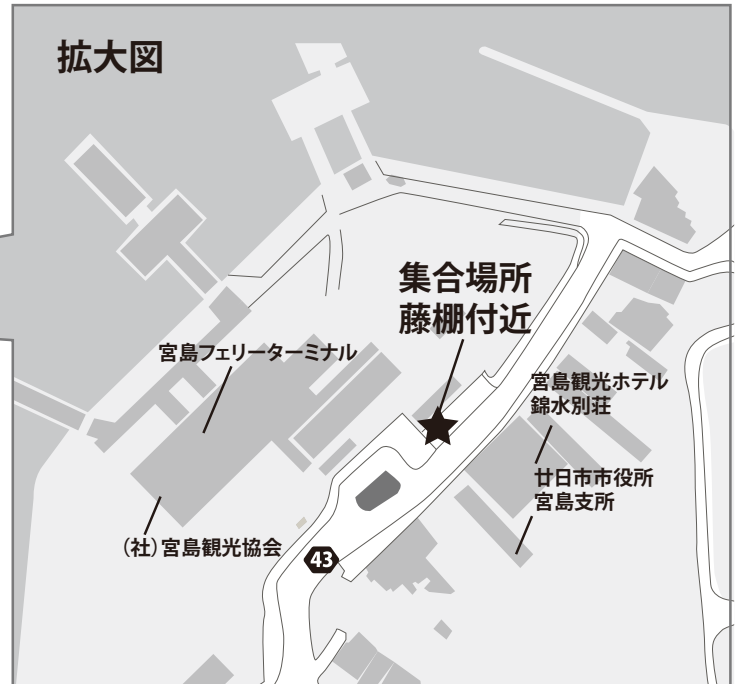 拡大図
集合場所
藤棚付近
宮島フェリーターミナル
宮島観光ホテル
錦水別荘
廿日市市役所
宮島支所
（社）宮島観光協会
43